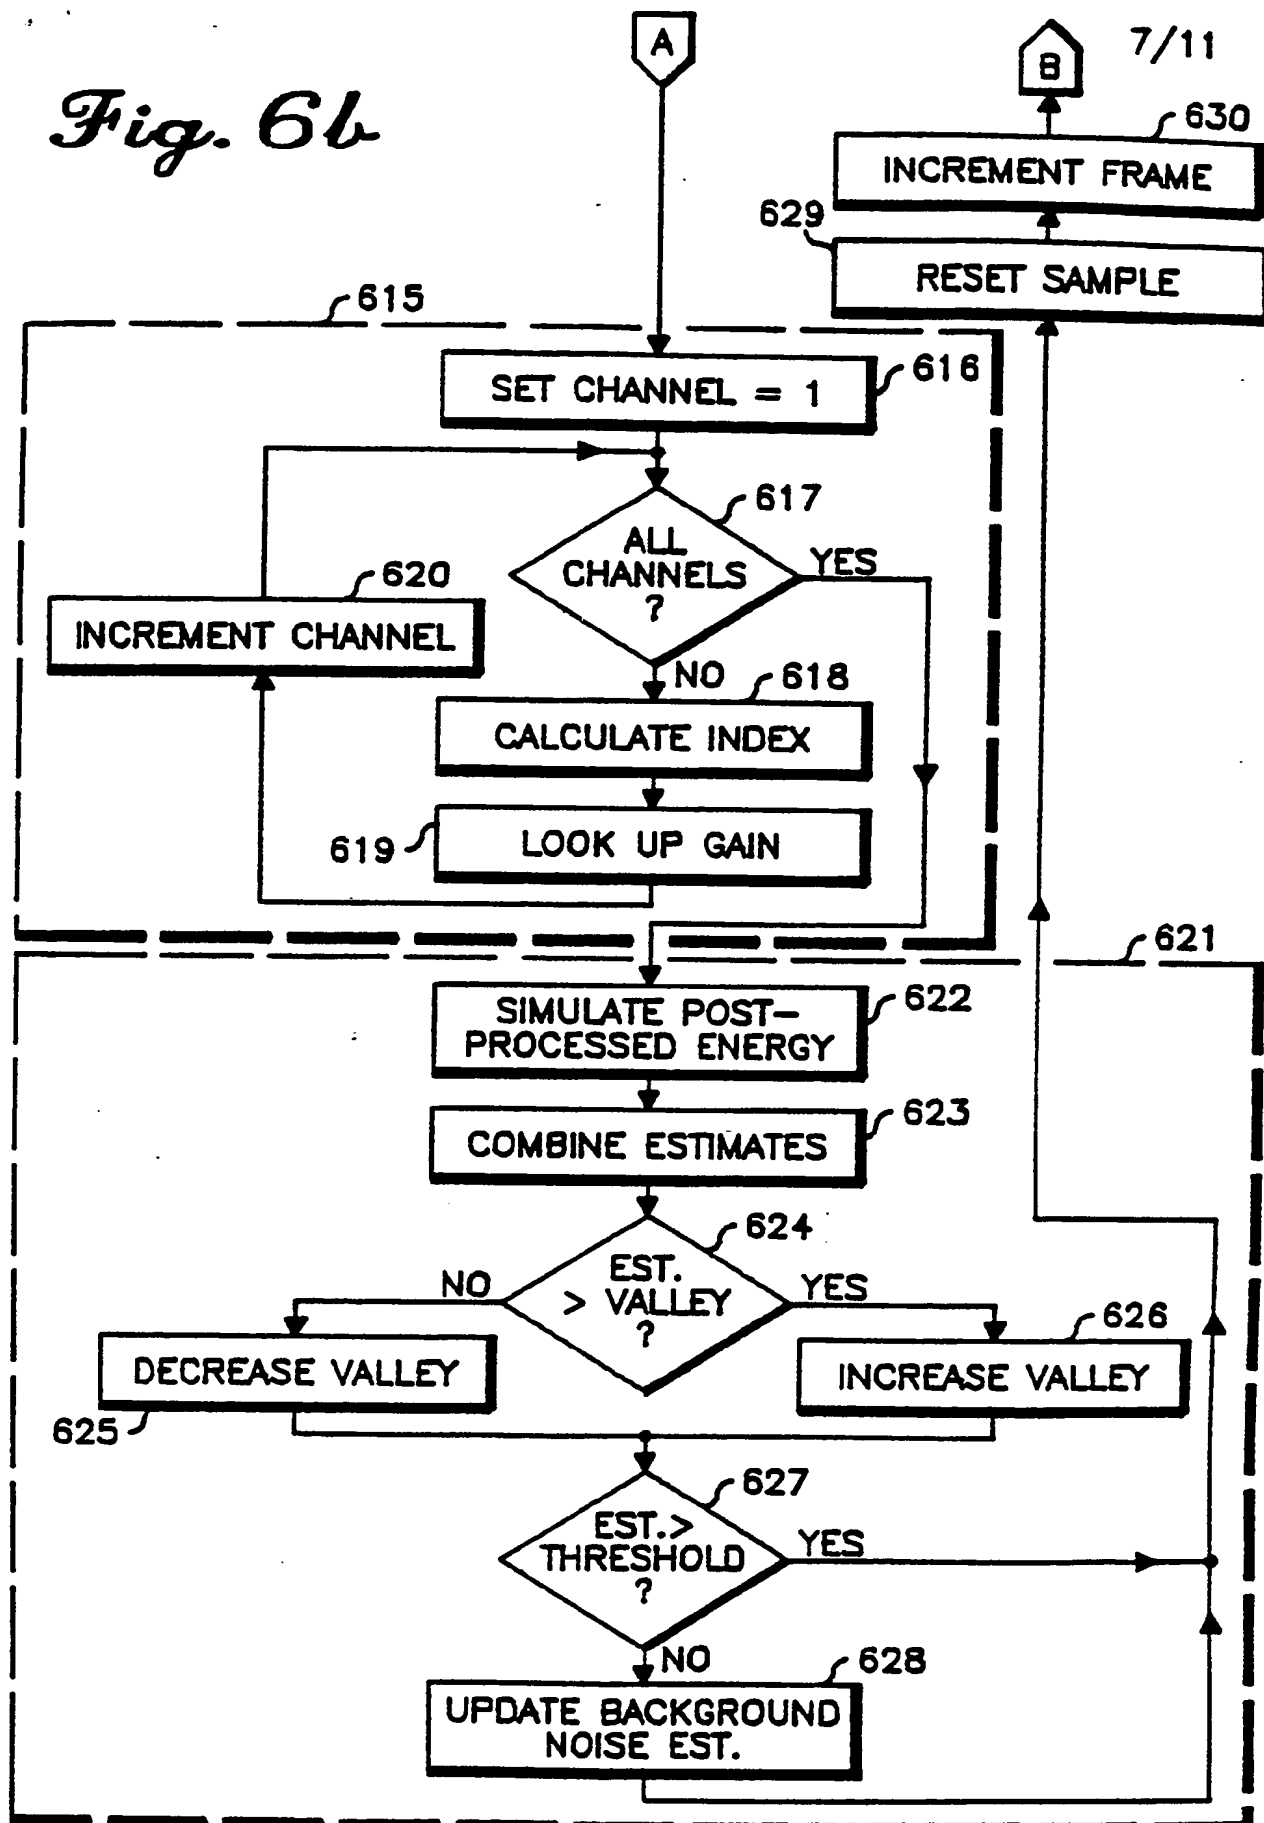 A
B
7/11
Fig. 6b
630
INCREMENT FRAME
629
RESET SAMPLE
615
SET CHANNEL = 1
616
617
ALL
CHANNELS
?
YES
620
INCREMENT CHANNEL
NO
618
CALCULATE INDEX
619
LOOK UP GAIN
621
SIMULATE POST-
PROCESSED ENERGY
622
623
COMBINE ESTIMATES
624
EST.
> VALLEY
?
NO
YES
626
DECREASE VALLEY
INCREASE VALLEY
625
627
EST.>
THRESHOLD
?
YES
NO
628
UPDATE BACKGROUND
NOISE EST.